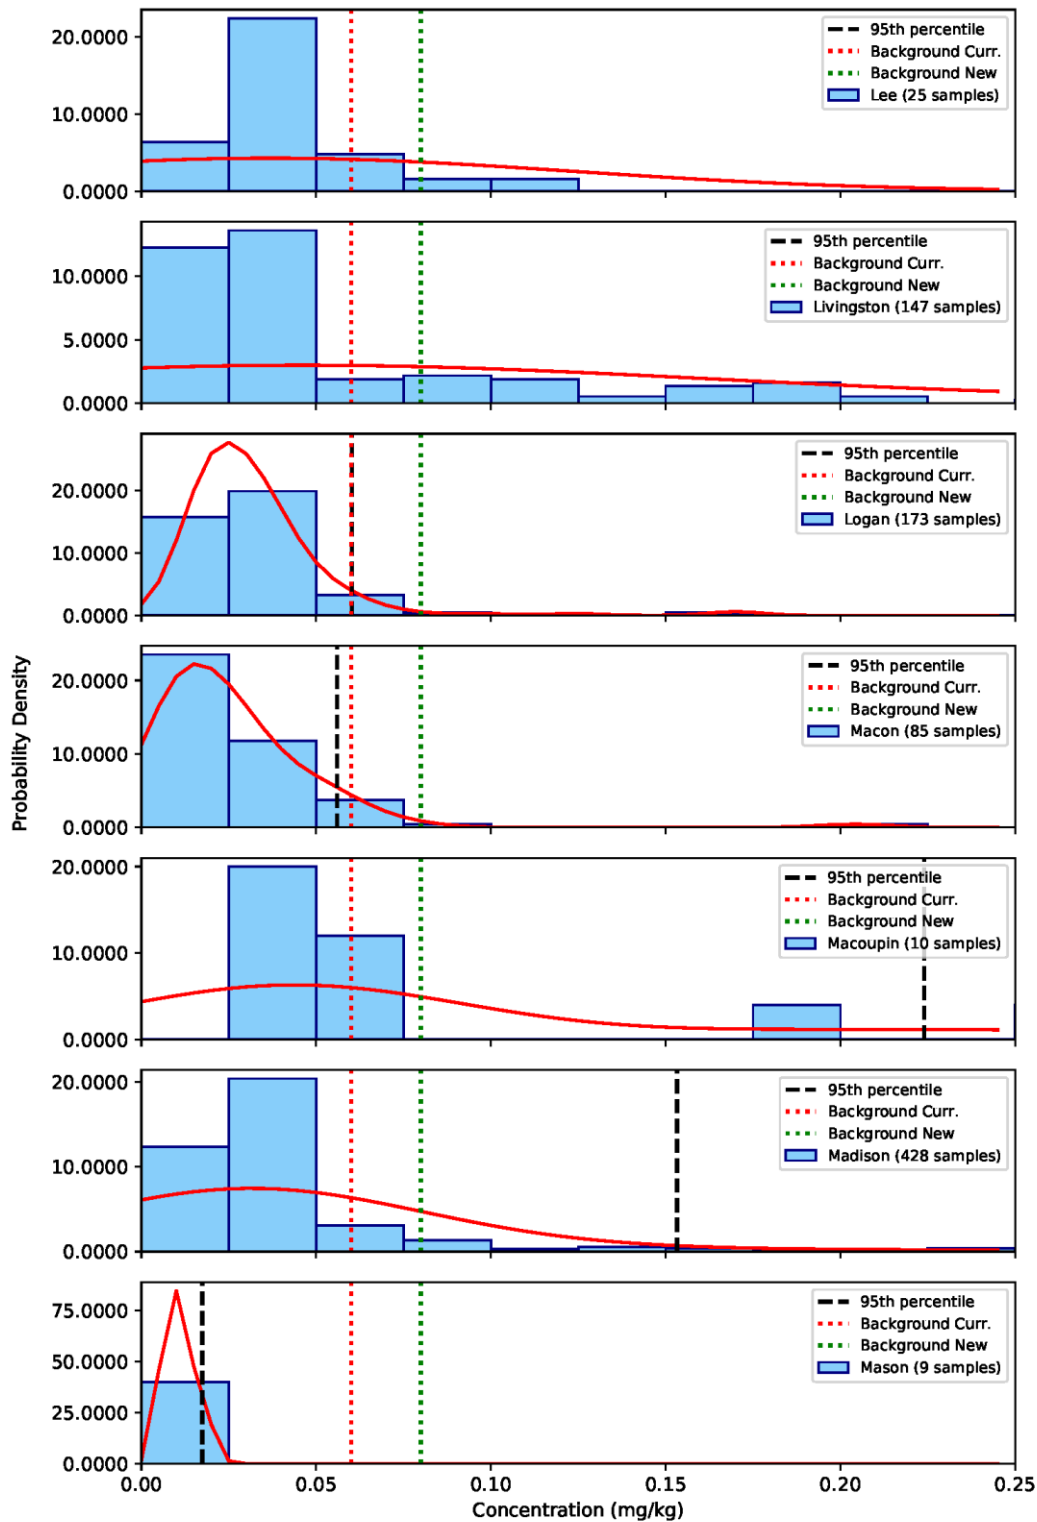 20.0000
10.0000
0.0000
95th percentile
Background Curr.
Background New
Lee (25 samples)
10.0000
5.0000
0.0000
95th percentile
Background Curr.
Background New
Livingston (147 samples)
20.0000
10.0000
0.0000
95th percentile
Background Curr.
Background New
Logan (173 samples)
Probability Density
20.0000
10.0000
0.0000
95th percentile
Background Curr.
Background New
Macon (85 samples)
20.0000
10.0000
0.0000
95th percentile
Background Curr.
Background New
Macoupin (10 samples)
20.0000
10.0000
0.0000
95th percentile
Background Curr.
Background New
Madison (428 samples)
75.0000
50.0000
25.0000
0.0000
95th percentile
Background Curr.
Background New
Mason (9 samples)
0.00 0.05 0.10 0.15 0.20 0.25
Concentration (mg/kg)